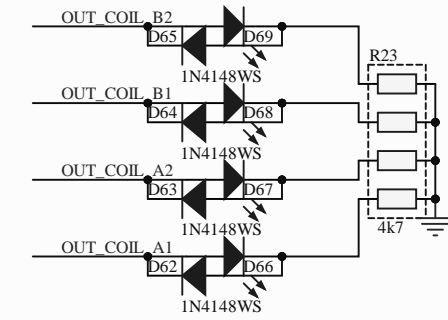 OUT_COIL_B2
D65 D69
1N4148WS
R23
OUT_COIL_B1
D64 D68
1N4148WS
OUT_COIL_A2
D63 D67
1N4148WS
4k7
OUT_COIL_A1
D62 D66
1N4148WS